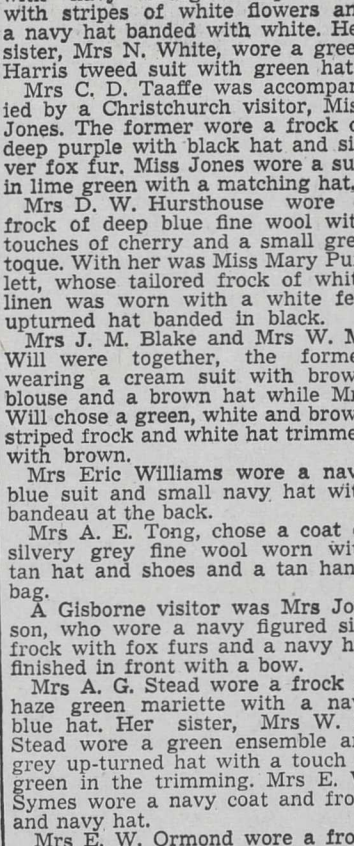 with stripes of white flowers an
a navy hat banded with white. He
sister, Mrs N. White, wore a gree
Harris tweed suit with green hat
Mrs C. D. Taaffe was accompan
ied by a Christchurch visitor, Mis
Jones. The former wore a frock o
deep purple with black hat and sil
ver fox fur. Miss Jones wore a su
in lime green with a matching hat.
Mrs D. W. Hursthouse wore
frock of deep blue fine wool wit
touches of cherry and a small gre
toque. With her was Miss Mary Pu
lett, whose tailored frock of whit
linen was worn with a white fe
upturned hat banded in black.
Mrs J. M. Blake and Mrs W. M
Will were together, the forme
wearing a cream suit with brow
blouse and a brown hat while Mr
Will chose a green, white and brow
striped frock and white hat trimme
with brown.
Mrs Eric Williams wore a nav
blue suit and small navy hat wit
bandeau at the back.
Mrs A. E. Tong, chose a coat
silvery grey fine wool worn wi
tan hat and shoes and a tan han
bag.
A Gisborne visitor was Mrs Jo
son, who wore a navy figured si
frock with fox furs and a navy h
finished in front with a bow.
Mrs A. G. Stead wore a frock
haze green mariette with a na
blue hat. Her sister, Mrs W.
Stead wore a green ensemble a
grey up-turned hat with a touch
green in the trimming. Mrs E.
Symes wore a navy coat and fro
and navy hat.
Mrs E. W. Ormond wore a fro